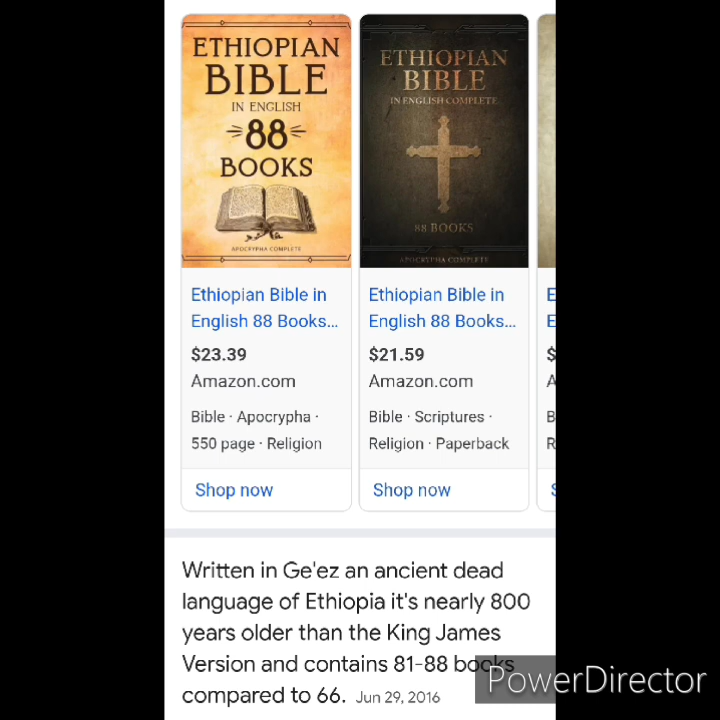 ETHIOPIAN
BIBLE
IN ENGLISH
88
BOOKS
APOCRYPHA COMPLETE
ETHIOPIAN
BIBLE
IN ENGLISH COMPLETE
88 BOOKS
APOCRYPHA COMPLETE
Ethiopian Bible in
English 88 Books...
$23.39
Amazon.com
Bible · Apocrypha ·
550 page · Religion
Shop now
Ethiopian Bible in
English 88 Books...
$21.59
Amazon.com
Bible · Scriptures ·
Religion · Paperback
Shop now
E
E
$
A
B
R
S
Written in Ge'ez an ancient dead
language of Ethiopia it's nearly 800
years older than the King James
Version and contains 81-88 books
compared to 66. Jun 29, 2016
PowerDirector